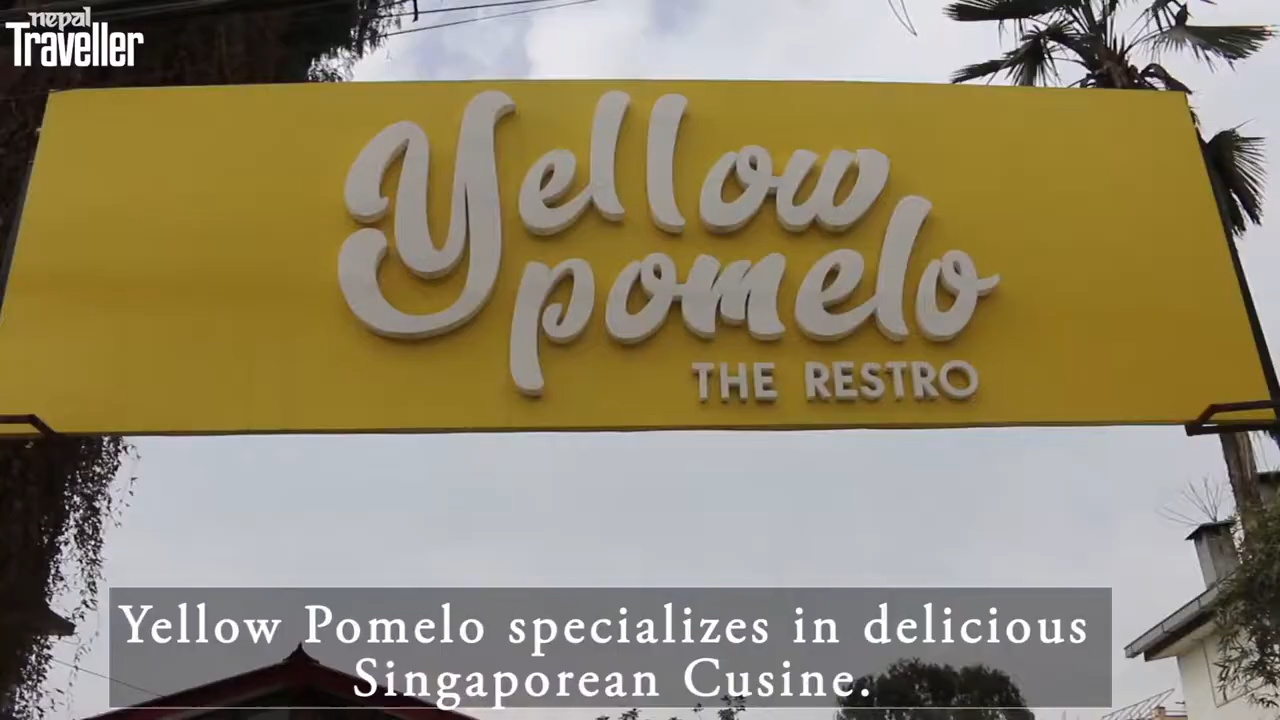 nepal
Traveller
Yellow
pomelo
THE RESTRO
Yellow Pomelo specializes in delicious
Singaporean Cusine.